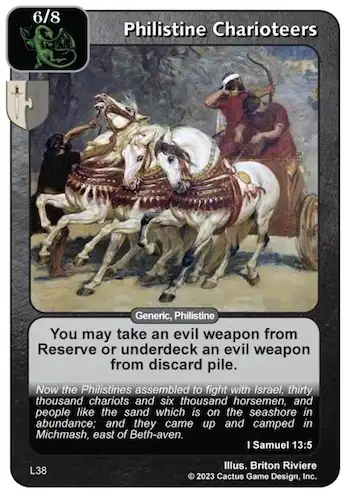 6/8
Philistine Charioteers
Generic, Philistine
You may take an evil weapon from
Reserve or underdeck an evil weapon
from discard pile.
Now the Philistines assembled to fight with Israel, thirty
thousand chariots and six thousand horsemen, and
people like the sand which is on the seashore in
abundance; and they came up and camped in
Michmash, east of Beth-aven.
I Samuel 13:5
L38
Illus. Briton Riviere
© 2023 Cactus Game Design, Inc.